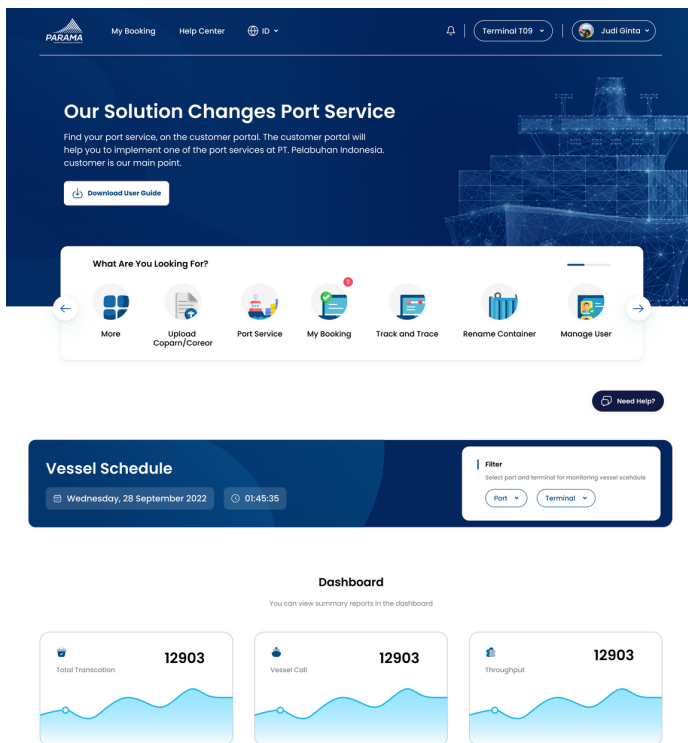 PARAMA
My Booking
Help Center
ID
Terminal T09
Judi Ginta
Our Solution Changes Port Service
Find your port service, on the customer portal. The customer portal will
help you to implement one of the port services at PT. Pelabuhan Indonesia.
customer is our main point.
Download User Guide
What Are You Looking For?
3
More
Upload
Coparn/Coreor
Port Service
My Booking
Track and Trace
Rename Container
Manage User
Need Help?
Vessel Schedule
Wednesday, 28 September 2022
01:45:35
Filter
Select port and terminal for monitoring vessel scehdule
Port
Terminal
Dashboard
You can view summary reports in the dashboard
Total Transcation
12903
Vessel Call
12903
Throughput
12903